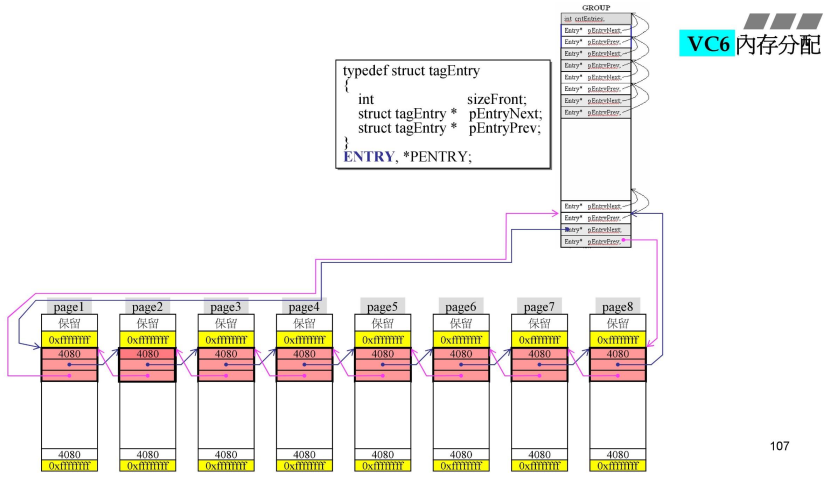 GROUP
int cntEntries;
Entry* pEntryNext;
Entry* pEntryPrev;
Entry* pEntryNext;
Entry* pEntryPrev;
Entry* pEntryNext;
Entry* pEntryPrev;
Entry* pEntryNext;
Entry* pEntryPrev;
VC6 內存分配
typedef struct tagEntry
{
int sizeFront;
struct tagEntry * pEntryNext;
struct tagEntry * pEntryPrev;
}
ENTRY, *PENTRY;
Entry* pEntryNext;
Entry* pEntryPrev;
Entry* pEntryNext;
Entry* pEntryPrev;
page1 page2 page3 page4 page5 page6 page7 page8
保留 保留 保留 保留 保留 保留 保留 保留
0xffffffff 0xffffffff 0xffffffff 0xffffffff 0xffffffff 0xffffffff 0xffffffff 0xffffffff
4080 4080 4080 4080 4080 4080 4080 4080
4080 4080 4080 4080 4080 4080 4080 4080
0xffffffff 0xffffffff 0xffffffff 0xffffffff 0xffffffff 0xffffffff 0xffffffff 0xffffffff
107